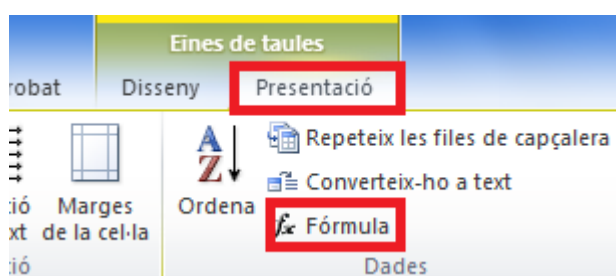 Eines de taules
robat Disseny Presentació
Repeteix les files de capçalera
Converteix-ho a text
Fórmula
Ordena
Marges
de la cel·la
Dades